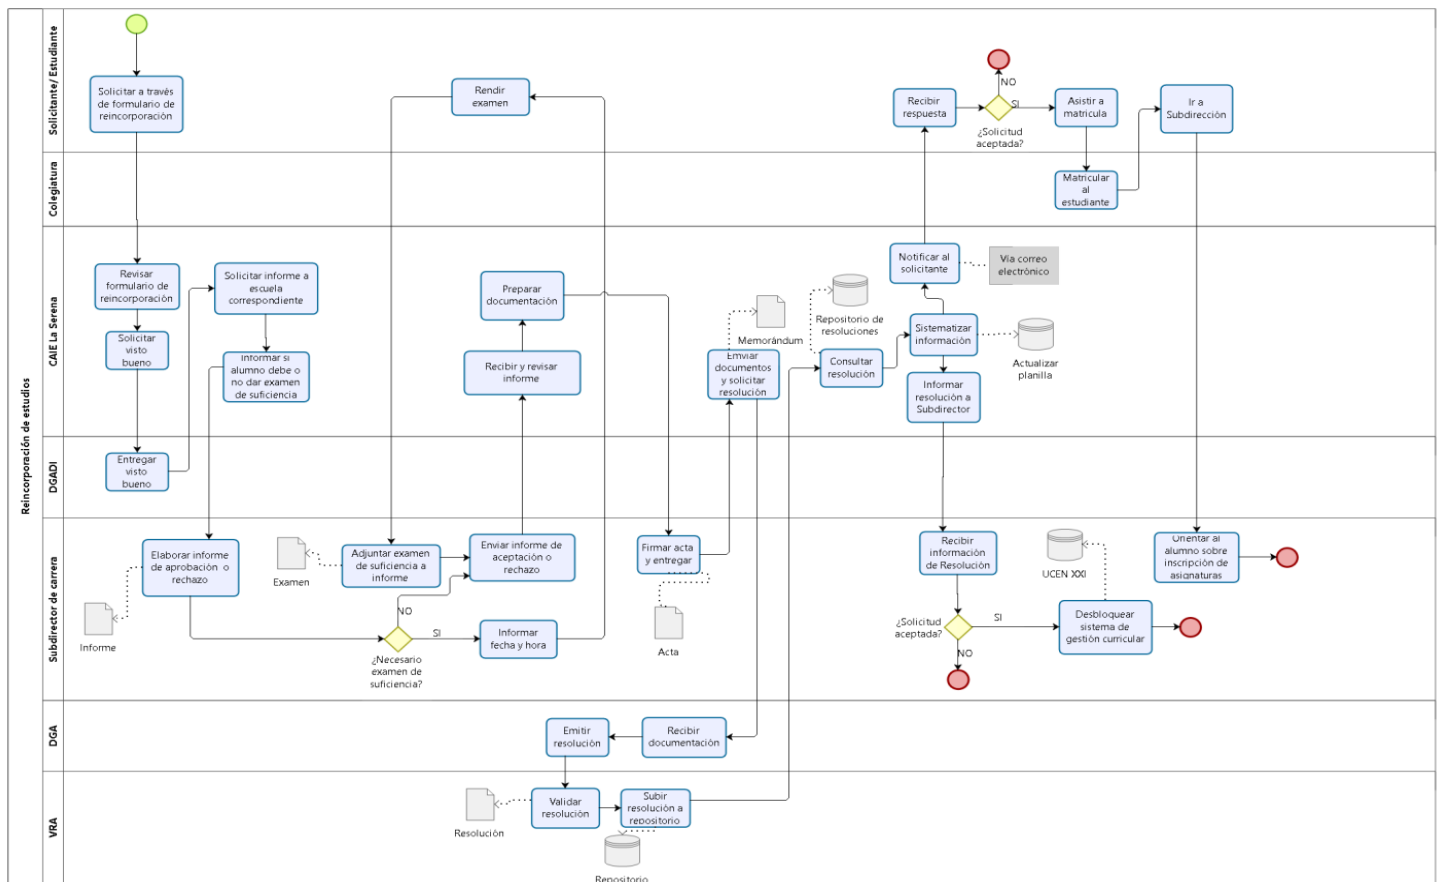 Reincorporación de estudios
Solicitante/ Estudiante
Solicitar a través
de formulario de
reincorporación
Rendir
examen
Recibir
respuesta
NO
SI
¿Solicitud
aceptada?
Asistir a
matricula
Ir a
Subdirección
Colegiatura
Matricular
al
estudiante
CAIE La Serena
Revisar
formulario de
reincorporación
Solicitar
visto
bueno
Solicitar informe a
escuela
correspondiente
Informar si
alumno debe o
no dar examen
de suficiencia
Preparar
documentación
Recibir y revisar
informe
Memorándum
Enviar
documentos
y solicitar
resolución
Repositorio de
resoluciones
Consultar
resolución
Notificar al
solicitante
Vía correo
electrónico
Sistematizar
información
Actualizar
planilla
Informar
resolución a
Subdirector
DGADI
Entregar
visto
bueno
Subdirector de carrera
Elaborar informe
de aprobación o
rechazo
Informe
Examen
Adjuntar examen
de suficiencia a
informe
Enviar informe de
aceptación o
rechazo
NO
SI
¿Necesario
examen de
suficiencia?
Informar
fecha y hora
Firmar acta
y entregar
Acta
Recibir
información
de Resolución
¿Solicitud
aceptada?
SI
NO
UCEN XXI
Desbloquear
sistema de
gestión curricular
Orientar al
alumno sobre
inscripción de
asignaturas
DGA
Emitir
resolución
Recibir
documentación
VRA
Resolución
Validar
resolución
Subir
resolución a
repositorio
Repositorio